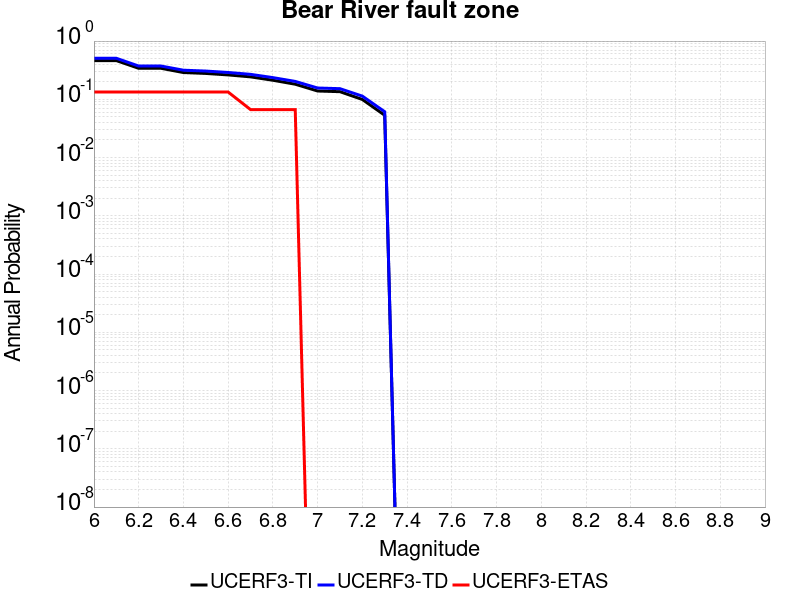 Bear River fault zone
10^0
10^-1
10^-2
10^-3
10^-4
10^-5
10^-6
10^-7
10^-8
Annual Probability
6 6.2 6.4 6.6 6.8 7 7.2 7.4 7.6 7.8 8 8.2 8.4 8.6 8.8 9
Magnitude
UCERF3-TI UCERF3-TD UCERF3-ETAS